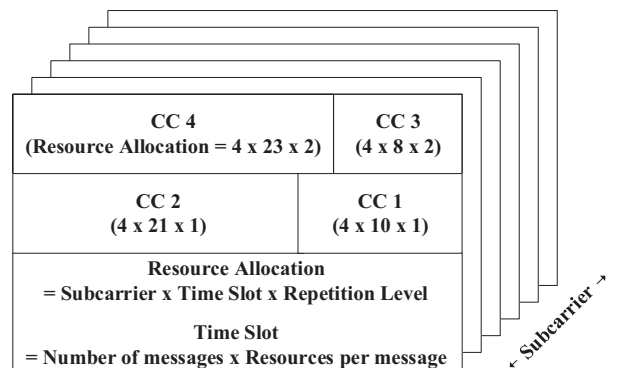 CC 4
(Resource Allocation = 4 x 23 x 2)
CC 3
(4 x 8 x 2)
CC 2
(4 x 21 x 1)
CC 1
(4 x 10 x 1)
Resource Allocation
= Subcarrier x Time Slot x Repetition Level
Time Slot
= Number of messages x Resources per message
← Subcarrier →